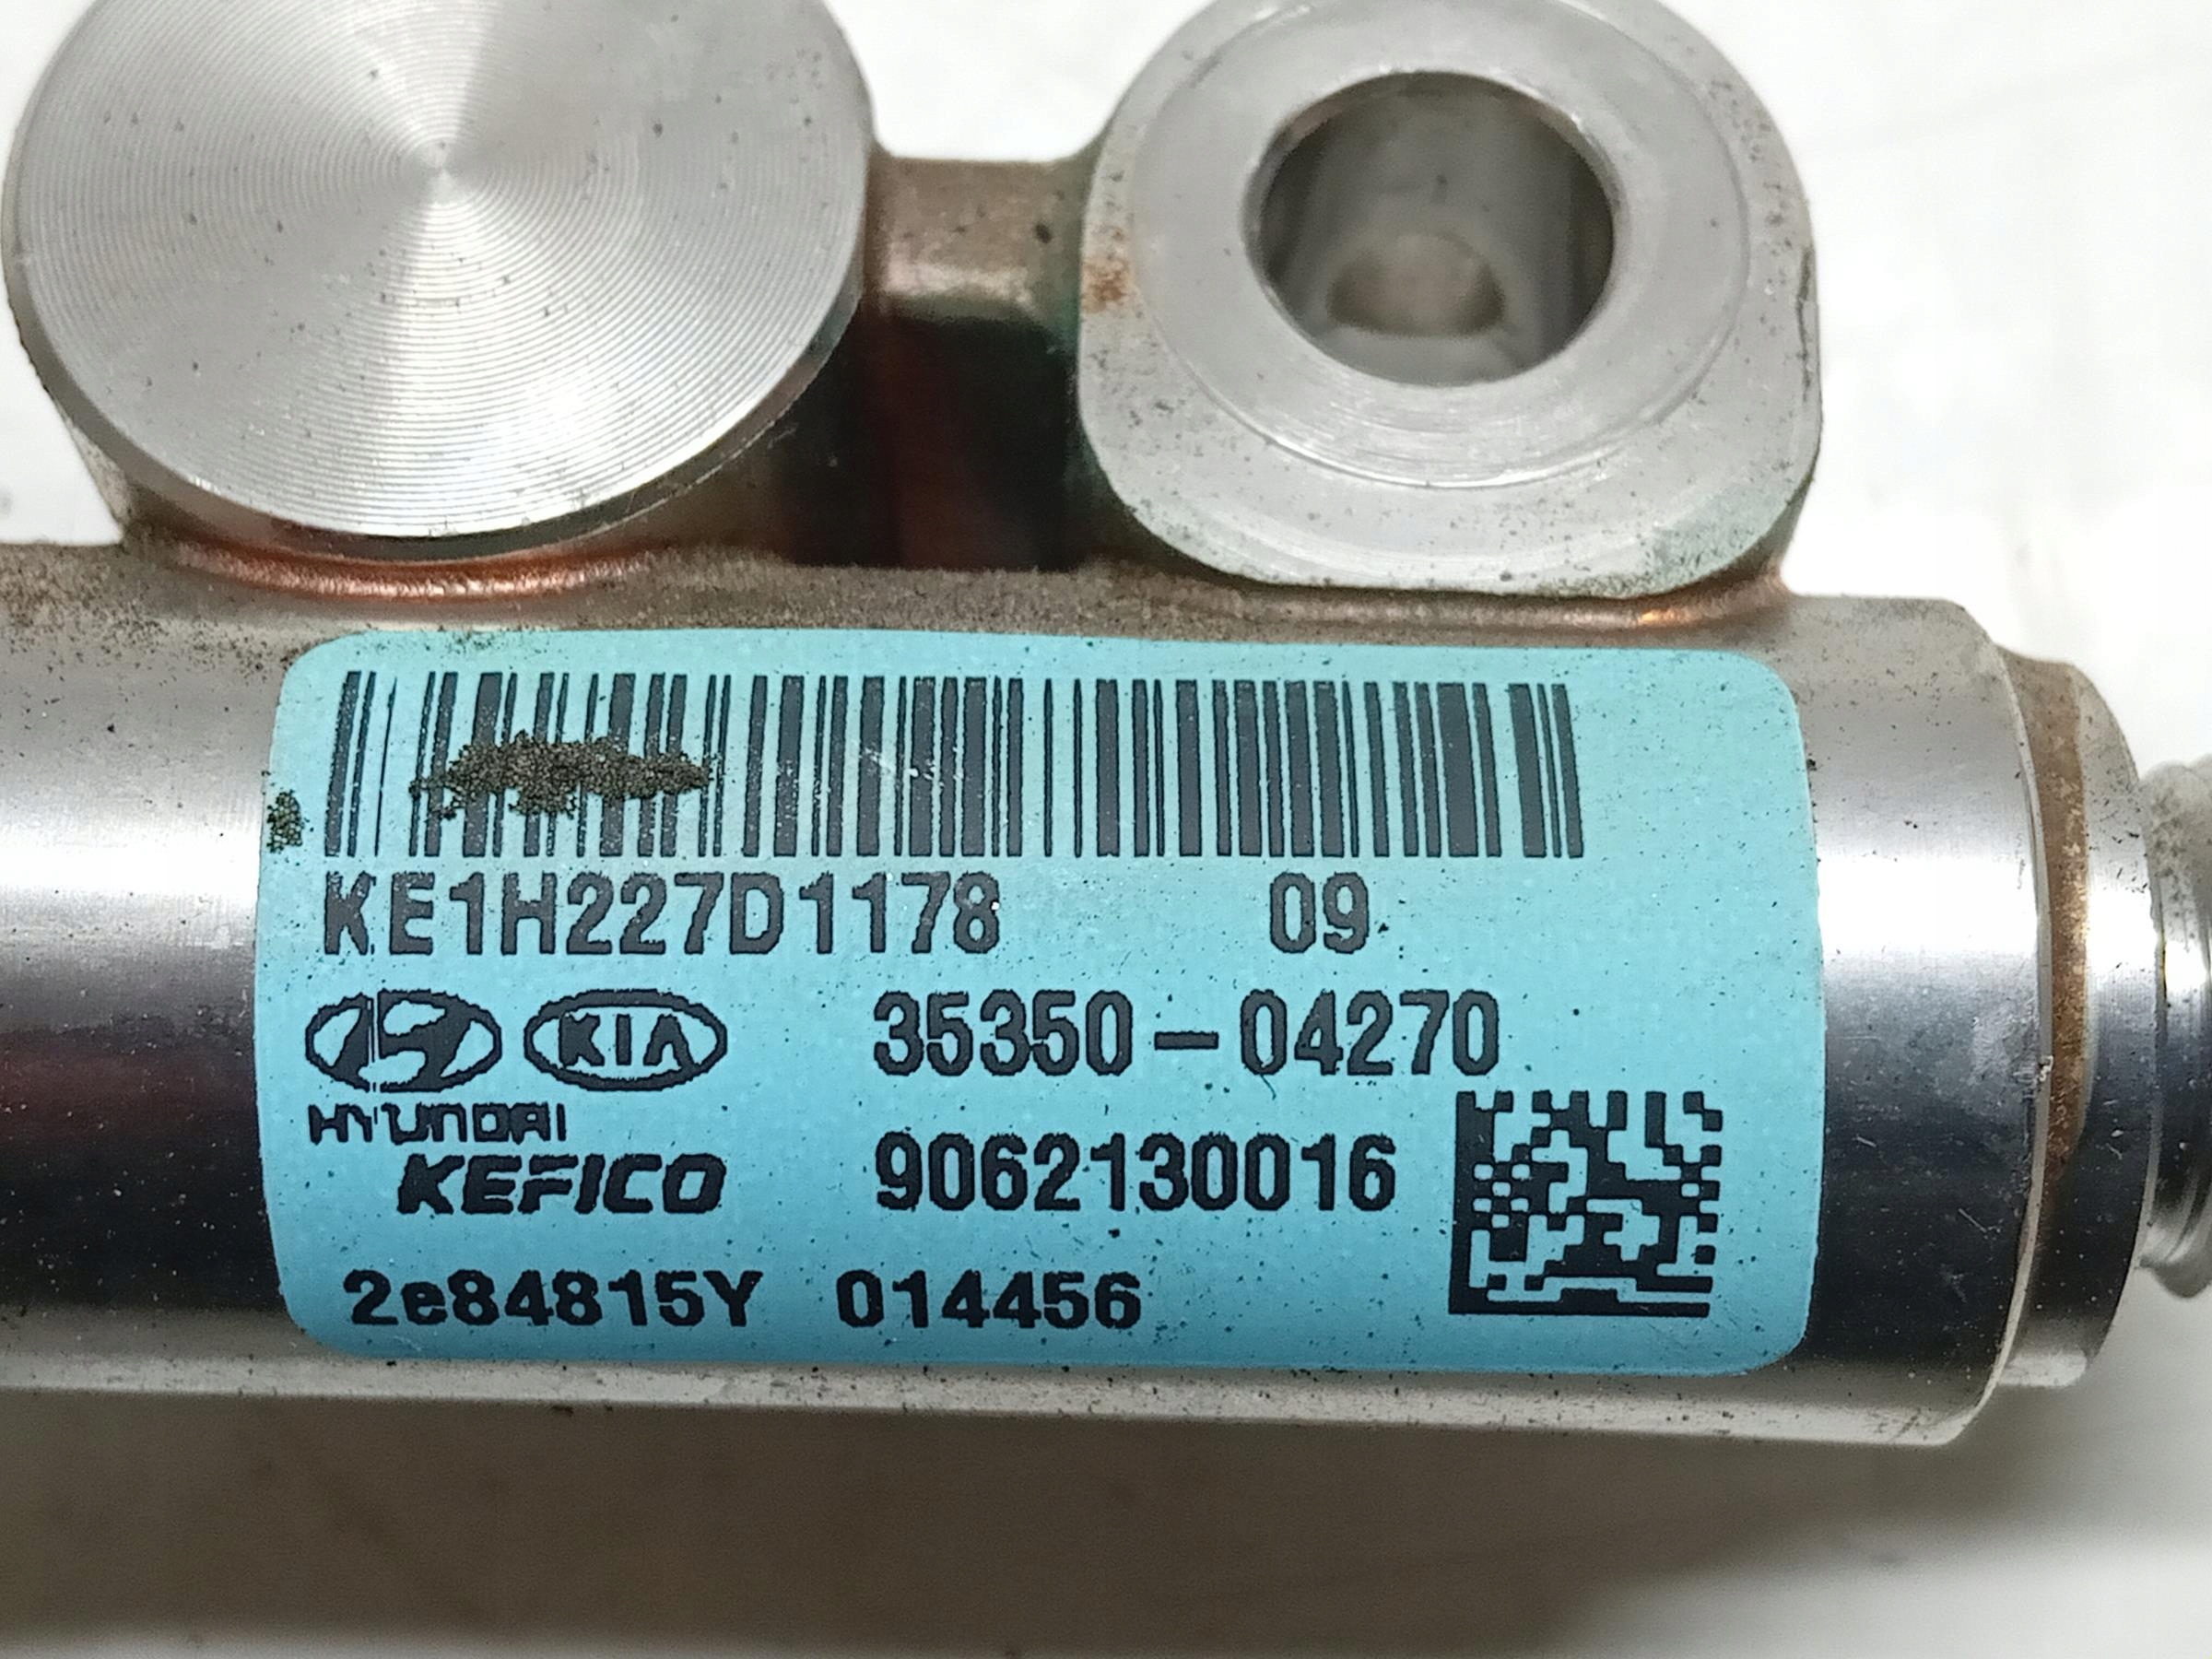 KE1H227D1178 09
KIA 35350-04270
HYUNDAI
KEFICO 9062130016
2e84815Y 014456